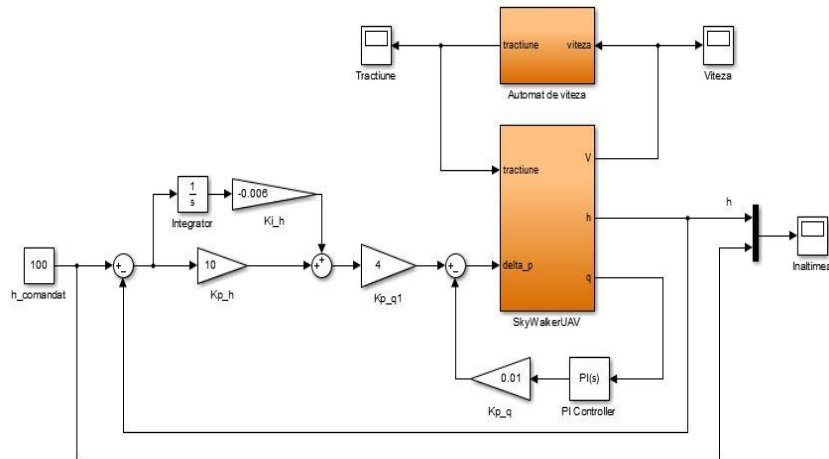 tractiune
viteza
Tractiune
Viteza
Automat de viteza
V
tractiune
1
s
-0.006
h
h
Integrator
Ki_h
100
+
-
10
+
+
4
+
-
delta_p
Inaltimea
h_comandat
Kp_h
q
Kp_q1
SkyWalkerUAV
0.01
PI(s)
Kp_q
PI Controller